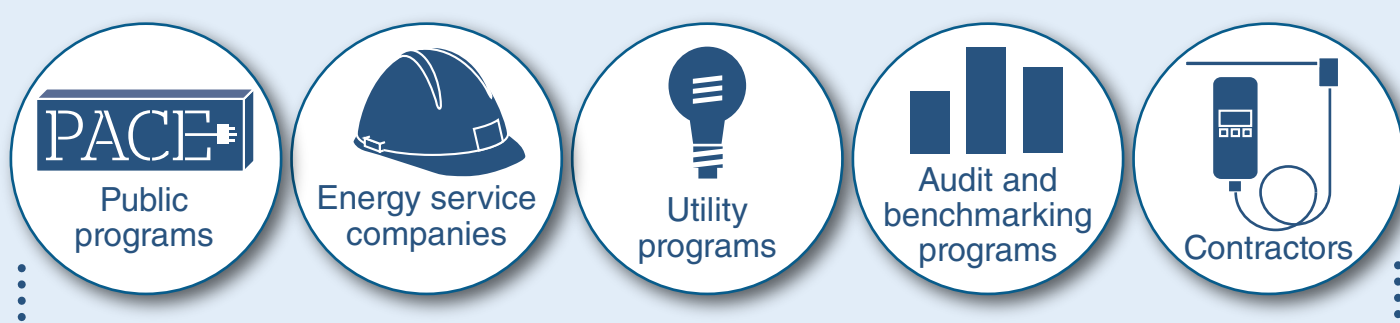 PACE
Public
programs
Energy service
companies
Utility
programs
Audit and
benchmarking
programs
Contractors